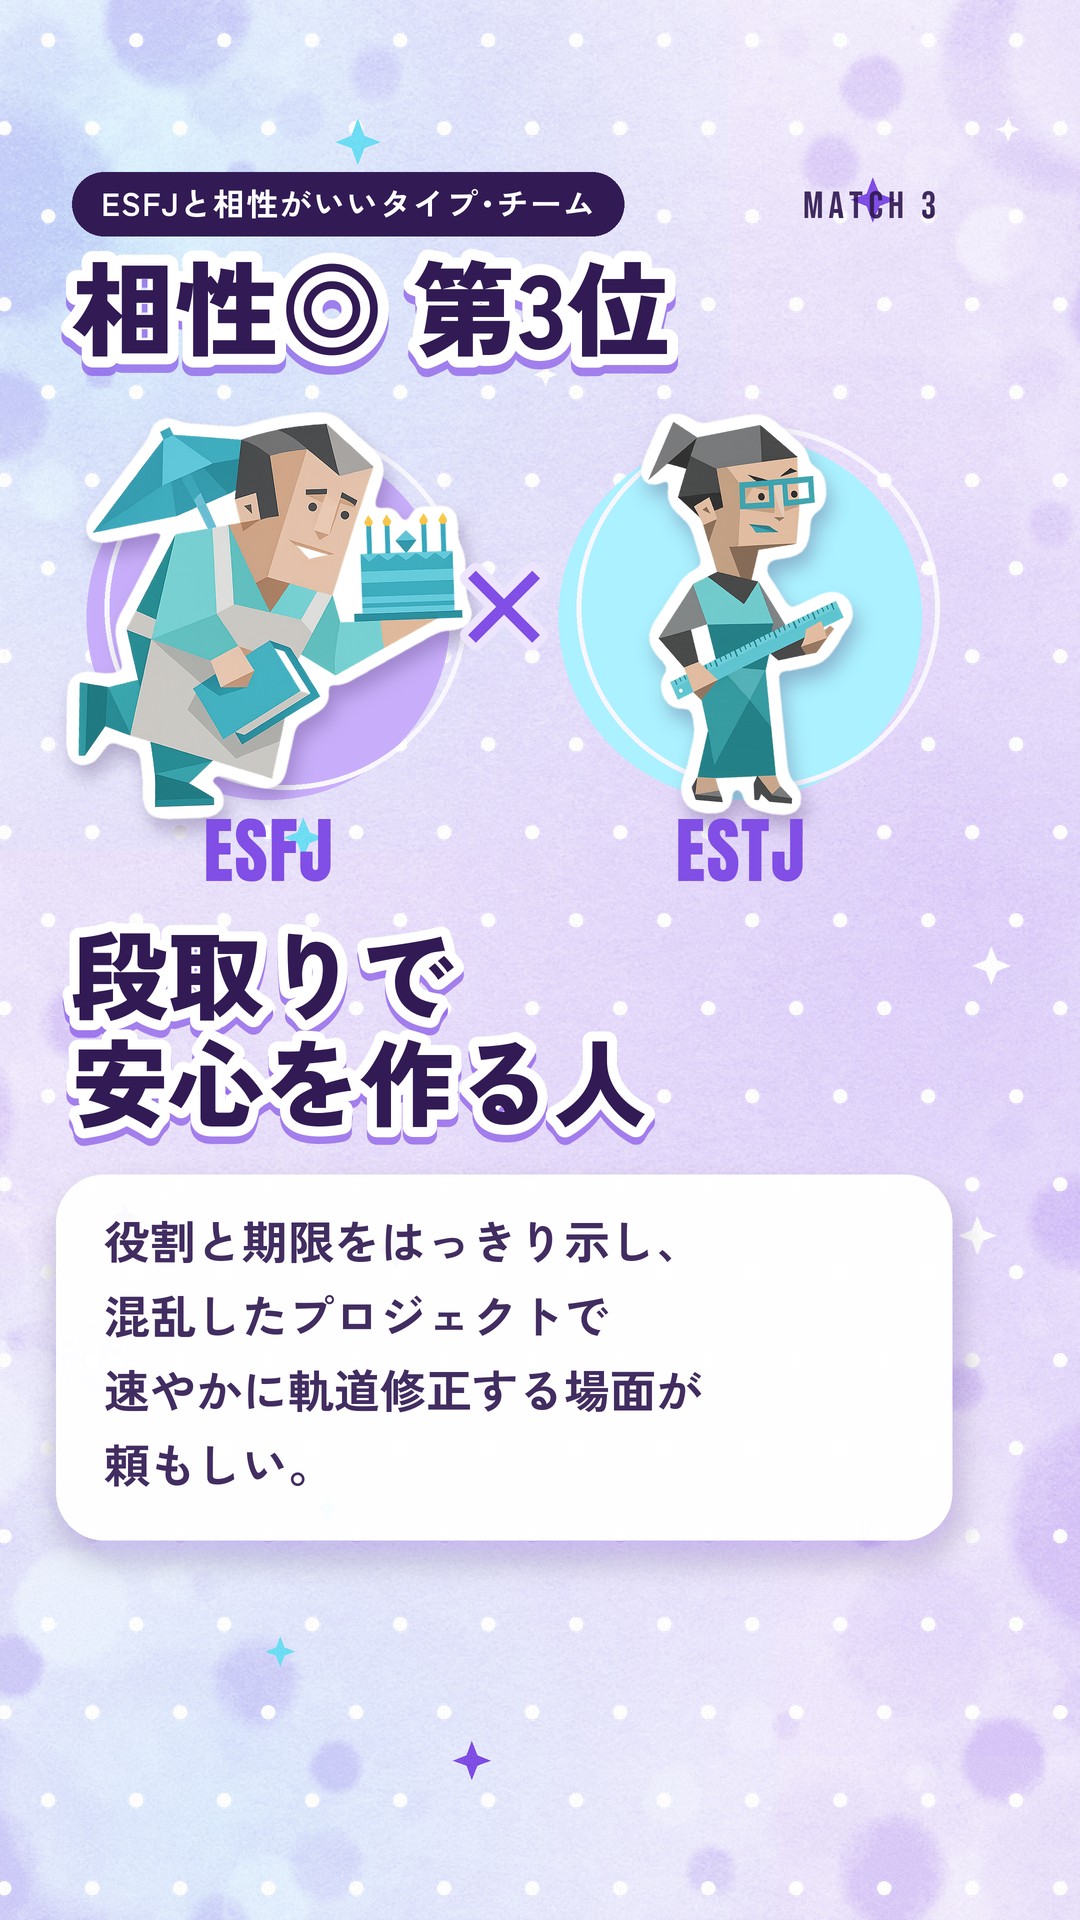 ESFJと相性がいいタイプ・チーム
MATCH 3
相性◎ 第3位
×
ESFJ
ESTJ
段取りで
安心を作る人
役割と期限をはっきり示し、
混乱したプロジェクトで
速やかに軌道修正する場面が
頼もしい。